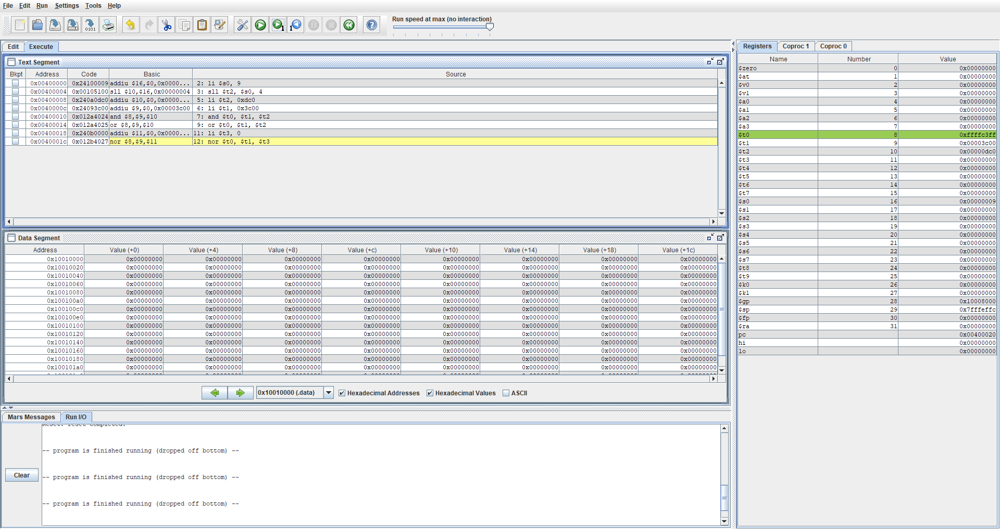 File Edit Run Settings Tools Help
Run speed at max (no interaction)
0101
1
1
Edit Execute
Text Segment
Bkpt Address Code Basic Source
0x00400000 0x24100009 addiu $16,$0,0x0000... 2: li $s0, 9
0x00400004 0x00105100 sll $10,$16,0x00000004 3: sll $t2, $s0, 4
0x00400008 0x240a0dc0 addiu $10,$0,0x0000... 5: li $t2, 0xdc0
0x0040000c 0x24093c00 addiu $9,$0,0x00003c00 6: li $t1, 0x3c00
0x00400010 0x012a4024 and $8,$9,$10 7: and $t0, $t1, $t2
0x00400014 0x012a4025 or $8,$9,$10 9: or $t0, $t1, $t2
0x00400018 0x240b0000 addiu $11,$0,0x0000... 11: li $t3, 0
0x0040001c 0x012b4027 nor $8,$9,$11 12: nor $t0, $t1, $t3
Data Segment
Address Value (+0) Value (+4) Value (+8) Value (+c) Value (+10) Value (+14) Value (+18) Value (+1c)
0x10010000 0x00000000 0x00000000 0x00000000 0x00000000 0x00000000 0x00000000 0x00000000 0x00000000
0x10010020 0x00000000 0x00000000 0x00000000 0x00000000 0x00000000 0x00000000 0x00000000 0x00000000
0x10010040 0x00000000 0x00000000 0x00000000 0x00000000 0x00000000 0x00000000 0x00000000 0x00000000
0x10010060 0x00000000 0x00000000 0x00000000 0x00000000 0x00000000 0x00000000 0x00000000 0x00000000
0x10010080 0x00000000 0x00000000 0x00000000 0x00000000 0x00000000 0x00000000 0x00000000 0x00000000
0x100100a0 0x00000000 0x00000000 0x00000000 0x00000000 0x00000000 0x00000000 0x00000000 0x00000000
0x100100c0 0x00000000 0x00000000 0x00000000 0x00000000 0x00000000 0x00000000 0x00000000 0x00000000
0x100100e0 0x00000000 0x00000000 0x00000000 0x00000000 0x00000000 0x00000000 0x00000000 0x00000000
0x10010100 0x00000000 0x00000000 0x00000000 0x00000000 0x00000000 0x00000000 0x00000000 0x00000000
0x10010120 0x00000000 0x00000000 0x00000000 0x00000000 0x00000000 0x00000000 0x00000000 0x00000000
0x10010140 0x00000000 0x00000000 0x00000000 0x00000000 0x00000000 0x00000000 0x00000000 0x00000000
0x10010160 0x00000000 0x00000000 0x00000000 0x00000000 0x00000000 0x00000000 0x00000000 0x00000000
0x10010180 0x00000000 0x00000000 0x00000000 0x00000000 0x00000000 0x00000000 0x00000000 0x00000000
0x100101a0 0x00000000 0x00000000 0x00000000 0x00000000 0x00000000 0x00000000 0x00000000 0x00000000
0x10010000 (.data) Hexadecimal Addresses Hexadecimal Values ASCII
Mars Messages Run I/O
Clear
Reset: reset completed.
-- program is finished running (dropped off bottom) --
-- program is finished running (dropped off bottom) --
-- program is finished running (dropped off bottom) --
Registers Coproc 1 Coproc 0
Name Number Value
$zero 0 0x00000000
$at 1 0x00000000
$v0 2 0x00000000
$v1 3 0x00000000
$a0 4 0x00000000
$a1 5 0x00000000
$a2 6 0x00000000
$a3 7 0x00000000
$t0 8 0xffffc3ff
$t1 9 0x00003c00
$t2 10 0x00000dc0
$t3 11 0x00000000
$t4 12 0x00000000
$t5 13 0x00000000
$t6 14 0x00000000
$t7 15 0x00000000
$s0 16 0x00000009
$s1 17 0x00000000
$s2 18 0x00000000
$s3 19 0x00000000
$s4 20 0x00000000
$s5 21 0x00000000
$s6 22 0x00000000
$s7 23 0x00000000
$t8 24 0x00000000
$t9 25 0x00000000
$k0 26 0x00000000
$k1 27 0x00000000
$gp 28 0x10008000
$sp 29 0x7fffeffc
$fp 30 0x00000000
$ra 31 0x00000000
pc 0x00400020
hi 0x00000000
lo 0x00000000